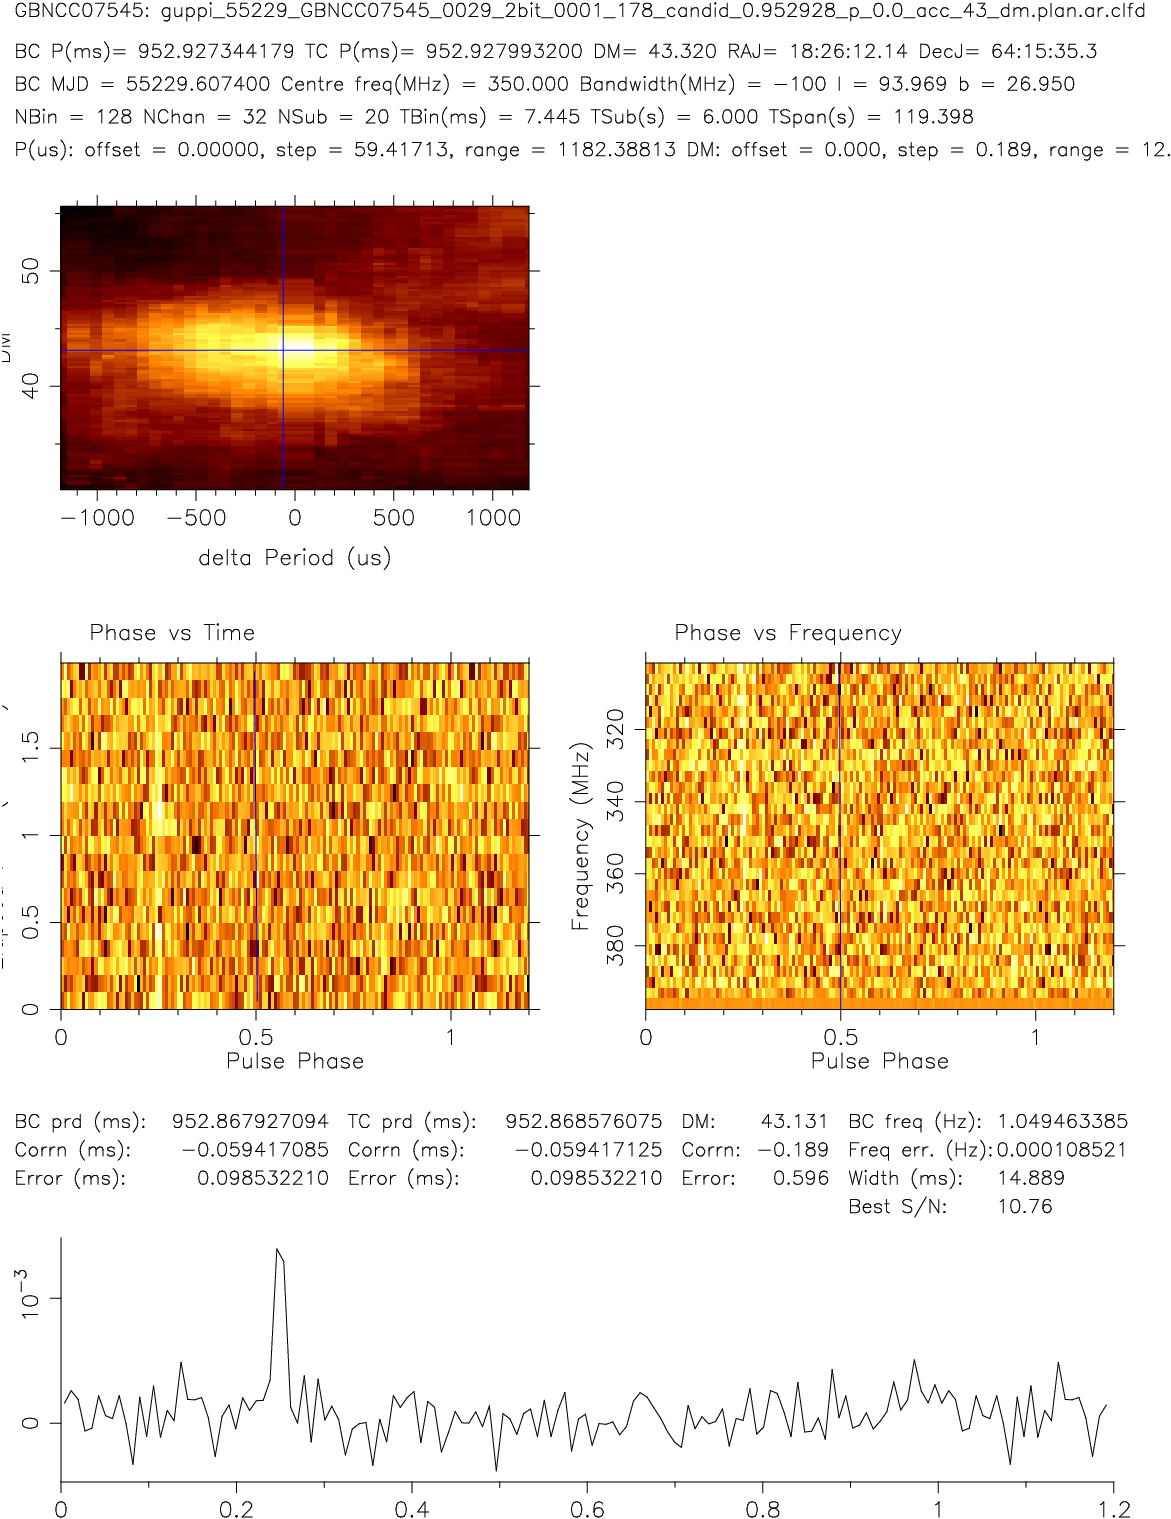 GBNCC07545: guppi_55229_GBNCC07545_0029_2bit_0001_178_candid_0.952928_p_0.0_acc_43_dm.plan.ar.clfd
BC P(ms)= 952.927344179 TC P(ms)= 952.927993200 DM= 43.320 RAJ= 18:26:12.14 DecJ= 64:15:35.3
BC MJD = 55229.607400 Centre freq(MHz) = 350.000 Bandwidth(MHz) = −100 l = 93.969 b = 26.950
NBin = 128 NChan = 32 NSub = 20 TBin(ms) = 7.445 TSub(s) = 6.000 TSpan(s) = 119.398
P(us): offset = 0.00000, step = 59.41713, range = 1182.38813 DM: offset = 0.000, step = 0.189, range = 12.
DM
50
40
−1000 −500 0 500 1000
delta Period (us)
Phase vs Time
1.5
1
0.5
0
0 0.5 1
Pulse Phase
Phase vs Frequency
Frequency (MHz)
320
340
360
380
0 0.5 1
Pulse Phase
BC prd (ms): 952.867927094 TC prd (ms): 952.868576075 DM: 43.131 BC freq (Hz): 1.049463385
Corrn (ms): −0.059417085 Corrn (ms): −0.059417125 Corrn: −0.189 Freq err. (Hz): 0.000108521
Error (ms): 0.098532210 Error (ms): 0.098532210 Error: 0.596 Width (ms): 14.889
Best S/N: 10.76
10−3
0
0 0.2 0.4 0.6 0.8 1 1.2